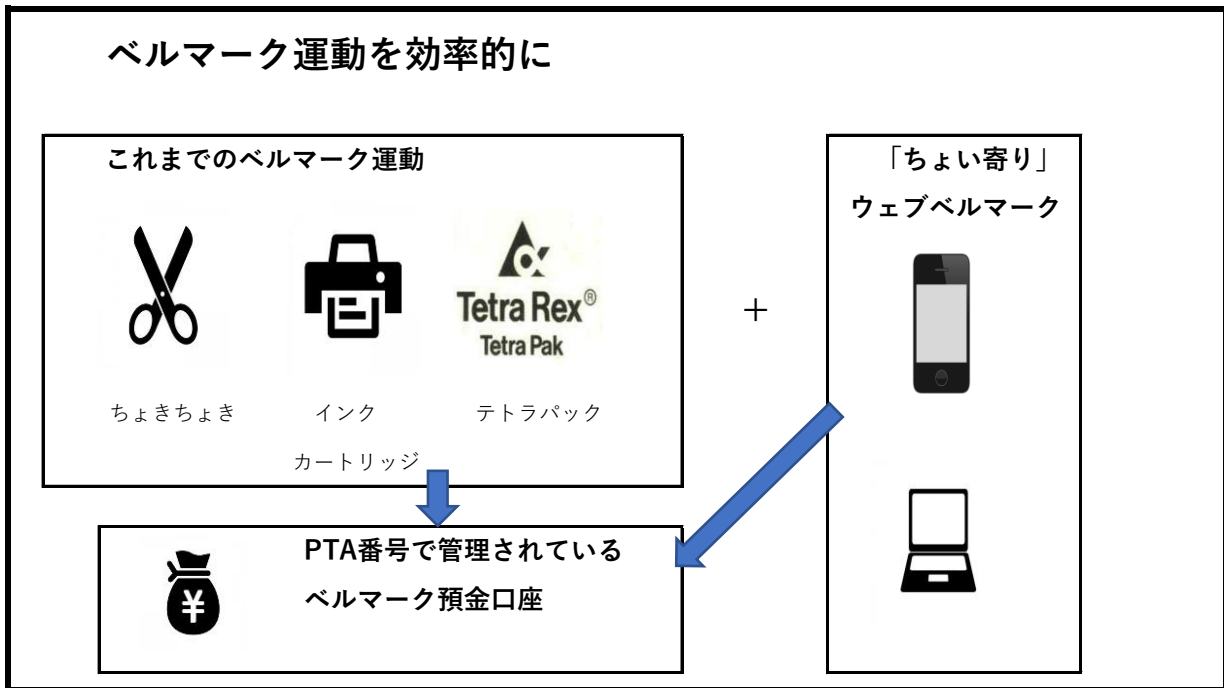 ベルマーク運動を効率的に
これまでのベルマーク運動
Tetra Rex®
Tetra Pak
ちょきちょき
インク
カートリッジ
テトラパック
+
「ちょい寄り」
ウェブベルマーク
¥
PTA番号で管理されている
ベルマーク預金口座